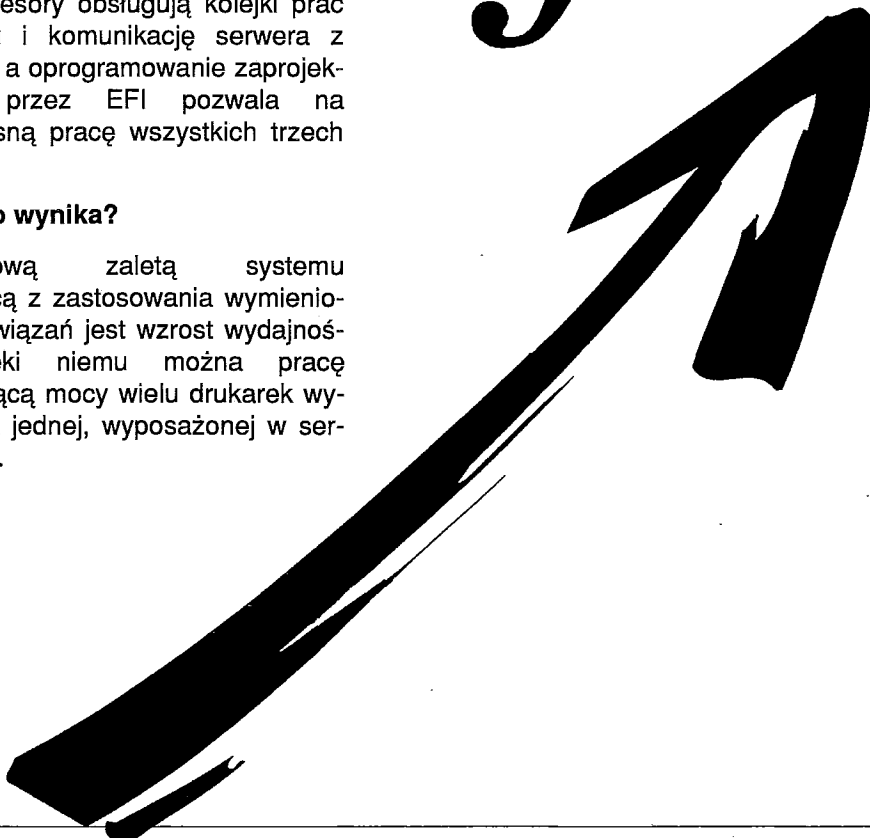 esory obsługują kolejki prac
i komunikację serwera z
a oprogramowanie zaprojek-
przez EFI pozwala na
sną pracę wszystkich trzech
o wynika?
ową zaletą systemu
cą z zastosowania wymienio-
wiązań jest wzrost wydajnoś-
ęki niemu można pracę
ącą mocy wielu drukarek wy-
jednej, wyposażonej w ser-